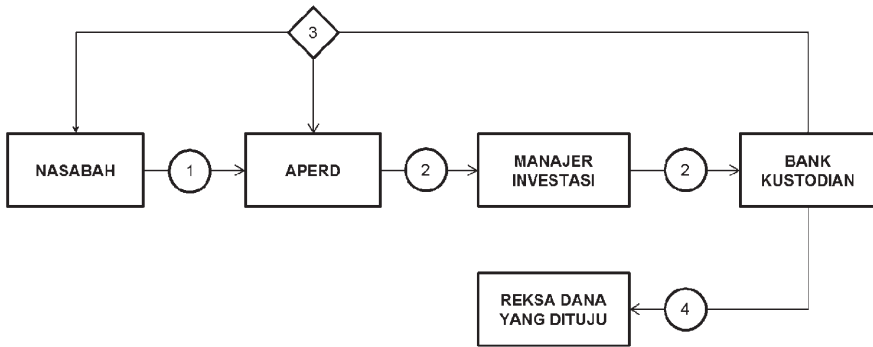 3
NASABAH
1
APERD
2
MANAJER
INVESTASI
2
BANK
KUSTODIAN
REKSA DANA
YANG DITUJU
4